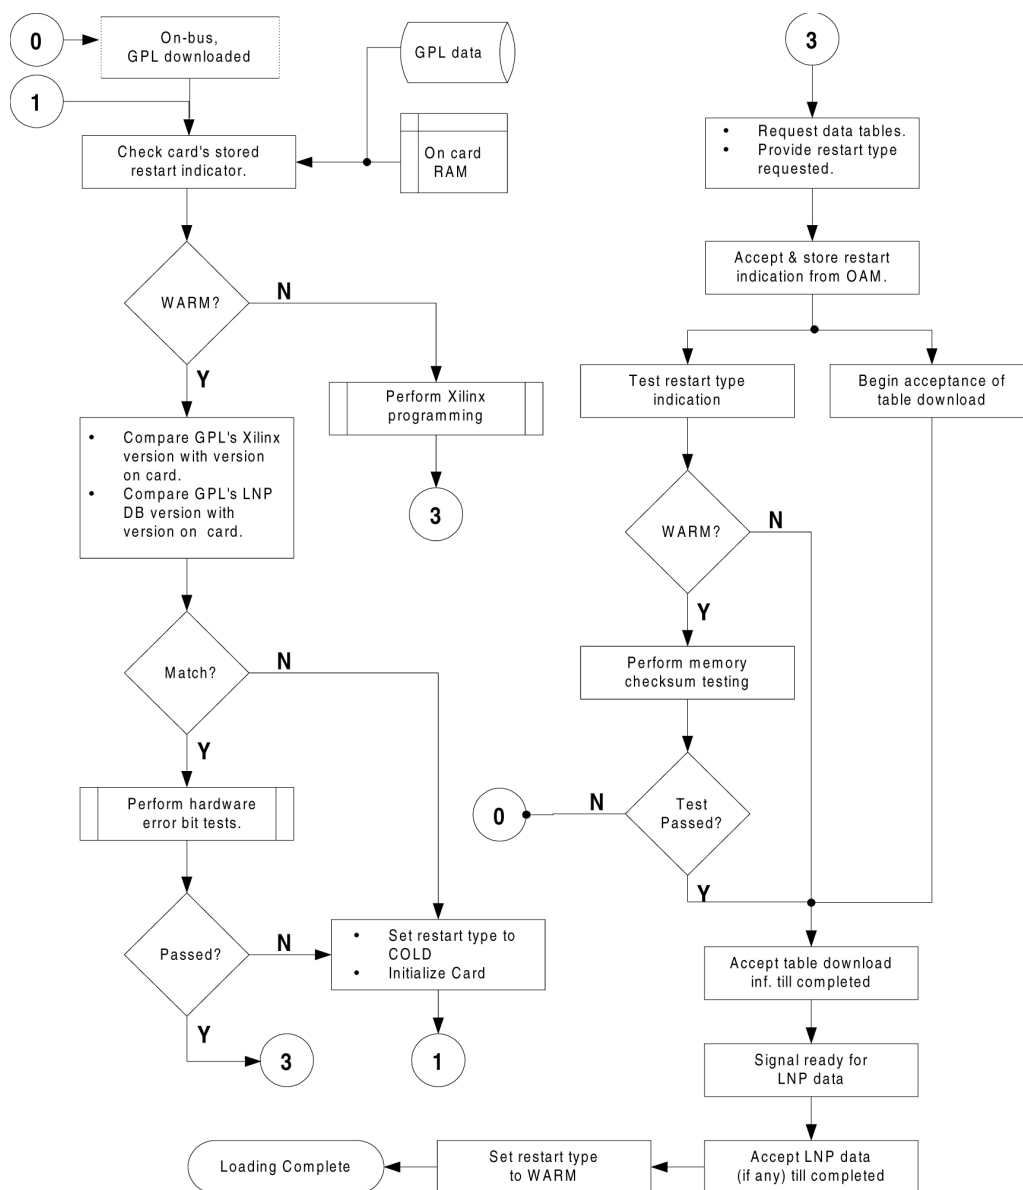 0
On-bus,
GPL downloaded
GPL data
1
Check card's stored
restart indicator.
On card
RAM
WARM?
N
Y
Perform Xilinx
programming
3
• Compare GPL's Xilinx
version with version
on card.
• Compare GPL's LNP
DB version with
version on card.
Match?
N
Y
Perform hardware
error bit tests.
Passed?
N
Y
3
• Set restart type to
COLD
• Initialize Card
1
3
• Request data tables.
• Provide restart type
requested.
Accept & store restart
indication from OAM.
Test restart type
indication
Begin acceptance of
table download
WARM?
N
Y
Perform memory
checksum testing
Test
Passed?
N
0
Y
Accept table download
inf. till completed
Signal ready for
LNP data
Accept LNP data
(if any) till completed
Set restart type
to WARM
Loading Complete